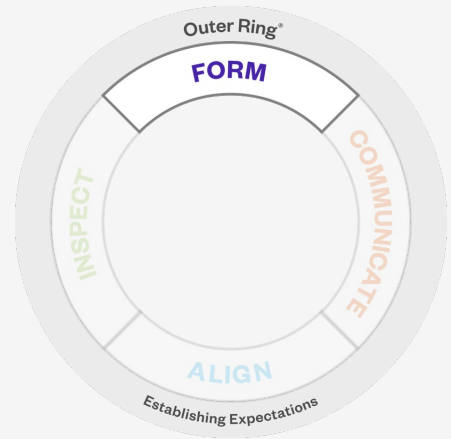 Outer Ring®
FORM
COMMUNICATE
INSPECT
ALIGN
Establishing Expectations